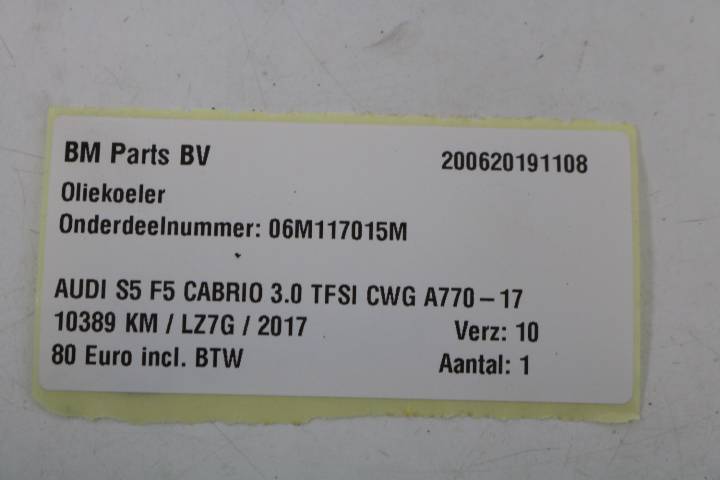 BM Parts BV 200620191108
Oliekoeler
Onderdeelnummer: 06M117015M
AUDI S5 F5 CABRIO 3.0 TFSI CWG A770-17
10389 KM / LZ7G / 2017 Verz: 10
80 Euro incl. BTW Aantal: 1